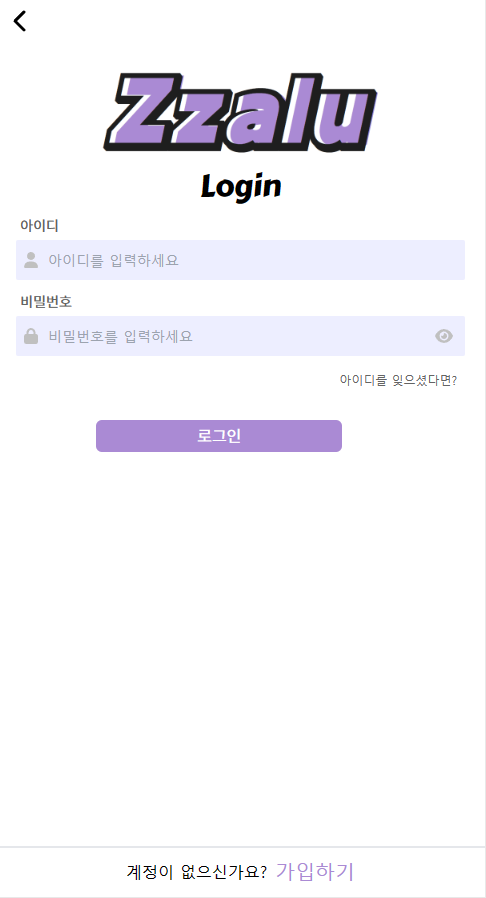 Zzalu
Login
아이디
아이디를 입력하세요
비밀번호
비밀번호를 입력하세요
아이디를 잊으셨다면?
로그인
계정이 없으신가요? 가입하기